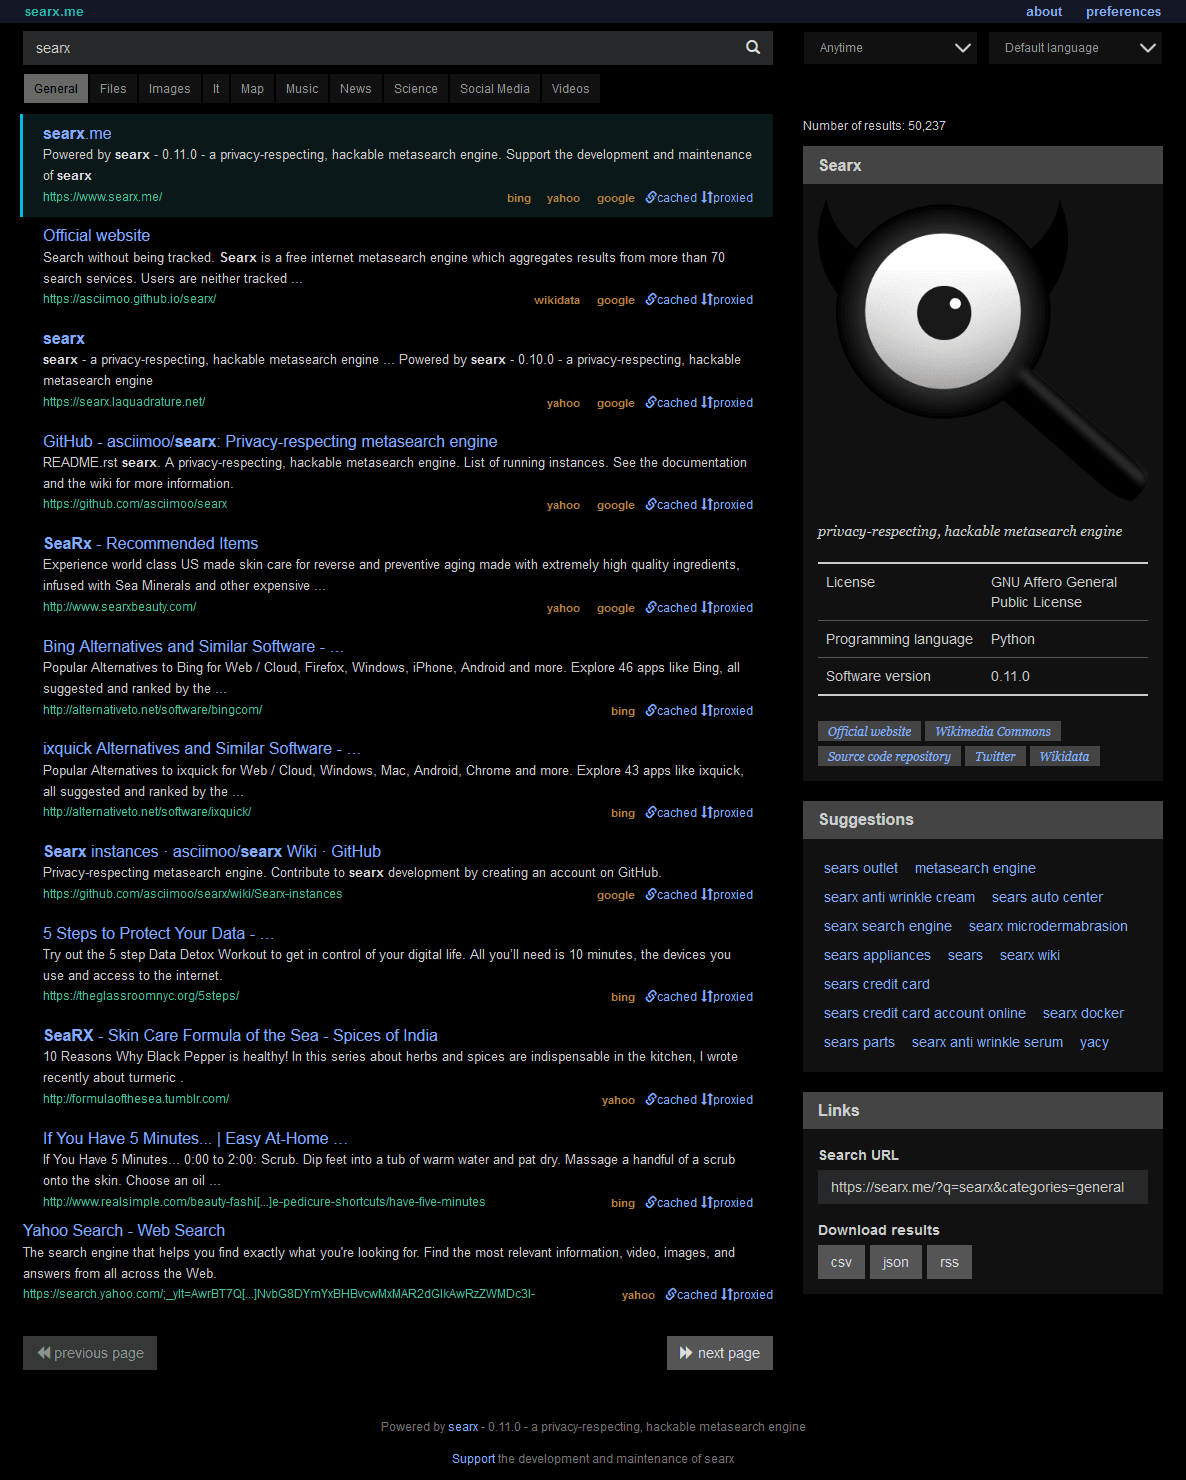 searx.me about preferences
searx Anytime Default language
General Files Images It Map Music News Science Social Media Videos
searx.me
Powered by searx - 0.11.0 - a privacy-respecting, hackable metasearch engine. Support the development and maintenance
of searx
https://www.searx.me/ bing yahoo google cached proxied
Official website
Search without being tracked. Searx is a free internet metasearch engine which aggregates results from more than 70
search services. Users are neither tracked ...
https://asciimoo.github.io/searx/ wikidata google cached proxied
searx
searx - a privacy-respecting, hackable metasearch engine ... Powered by searx - 0.10.0 - a privacy-respecting, hackable
metasearch engine
https://searx.laquadrature.net/ yahoo google cached proxied
GitHub - asciimoo/searx: Privacy-respecting metasearch engine
README.rst searx. A privacy-respecting, hackable metasearch engine. List of running instances. See the documentation
and the wiki for more information.
https://github.com/asciimoo/searx yahoo google cached proxied
SeaRx - Recommended Items
Experience world class US made skin care for reverse and preventive aging made with extremely high quality ingredients,
infused with Sea Minerals and other expensive ...
http://www.searxbeauty.com/ yahoo google cached proxied
Bing Alternatives and Similar Software - ...
Popular Alternatives to Bing for Web / Cloud, Firefox, Windows, iPhone, Android and more. Explore 46 apps like Bing, all
suggested and ranked by the ...
http://alternativeto.net/software/bingcom/ bing cached proxied
ixquick Alternatives and Similar Software - ...
Popular Alternatives to ixquick for Web / Cloud, Windows, Mac, Android, Chrome and more. Explore 43 apps like ixquick,
all suggested and ranked by the ...
http://alternativeto.net/software/ixquick/ bing cached proxied
Searx instances · asciimoo/searx Wiki · GitHub
Privacy-respecting metasearch engine. Contribute to searx development by creating an account on GitHub.
https://github.com/asciimoo/searx/wiki/Searx-instances google cached proxied
5 Steps to Protect Your Data - ...
Try out the 5 step Data Detox Workout to get in control of your digital life. All you'll need is 10 minutes, the devices you
use and access to the internet.
https://theglassroomnyc.org/5steps/ bing cached proxied
SeaRX - Skin Care Formula of the Sea - Spices of India
10 Reasons Why Black Pepper is healthy! In this series about herbs and spices are indispensable in the kitchen, I wrote
recently about turmeric .
http://formulaofthesea.tumblr.com/ yahoo cached proxied
If You Have 5 Minutes... | Easy At-Home ...
If You Have 5 Minutes... 0:00 to 2:00: Scrub. Dip feet into a tub of warm water and pat dry. Massage a handful of a scrub
onto the skin. Choose an oil ...
http://www.realsimple.com/beauty-fashi[...]e-pedicure-shortcuts/have-five-minutes bing cached proxied
Yahoo Search - Web Search
The search engine that helps you find exactly what you're looking for. Find the most relevant information, video, images, and
answers from all across the Web.
https://search.yahoo.com/;_ylt=AwrBT7Q[...]NvbG8DYmYxBHBvcwMxMAR2dGlkAwRzZWMDc3I- yahoo cached proxied
previous page next page
Number of results: 50,237
Searx
privacy-respecting, hackable metasearch engine
License GNU Affero General
Public License
Programming language Python
Software version 0.11.0
Official website Wikimedia Commons
Source code repository Twitter Wikidata
Suggestions
sears outlet metasearch engine
searx anti wrinkle cream sears auto center
searx search engine searx microdermabrasion
sears appliances sears searx wiki
sears credit card
sears credit card account online searx docker
sears parts searx anti wrinkle serum yacy
Links
Search URL
https://searx.me/?q=searx&categories=general
Download results
csv json rss
Powered by searx - 0.11.0 - a privacy-respecting, hackable metasearch engine
Support the development and maintenance of searx